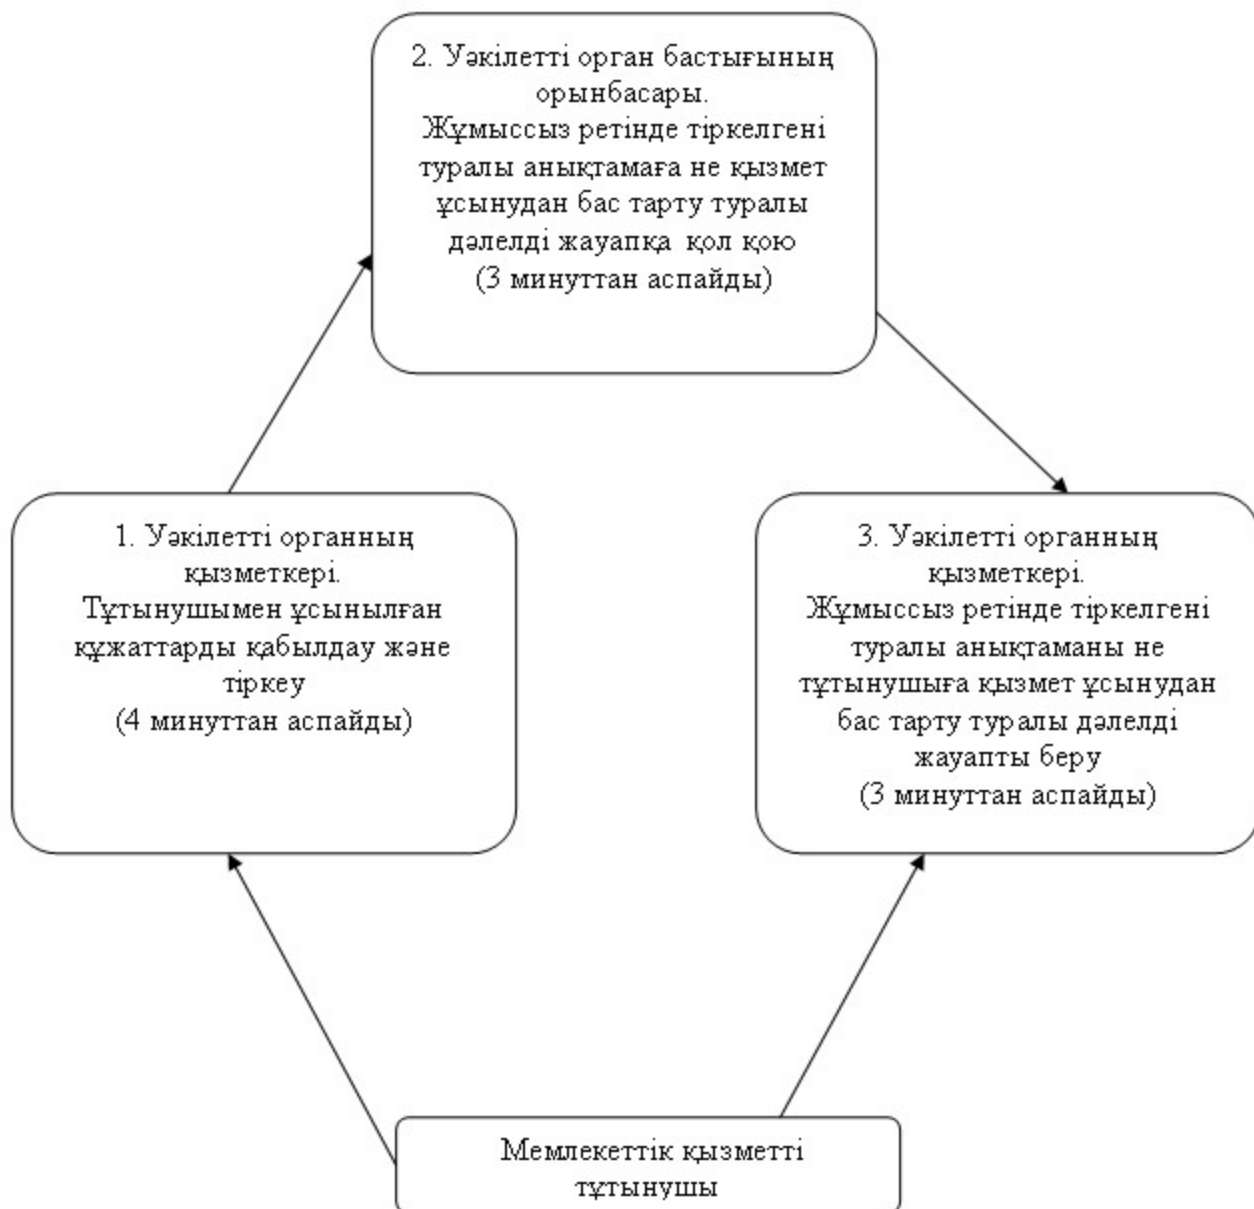 2. Уәкілетті орган бастығының
орынбасары.
Жұмыссыз ретінде тіркелгені
туралы анықтамаға не қызмет
ұсынудан бас тарту туралы
дәлелді жауапқа қол қою
(3 минуттан аспайды)
1. Уәкілетті органның
қызметкері.
Тұтынушымен ұсынылған
құжаттарды қабылдау және
тіркеу
(4 минуттан аспайды)
3. Уәкілетті органның
қызметкері.
Жұмыссыз ретінде тіркелгені
туралы анықтаманы не
тұтынушыға қызмет ұсынудан
бас тарту туралы дәлелді
жауапты беру
(3 минуттан аспайды)
Мемлекеттік қызметті
тұтынушы